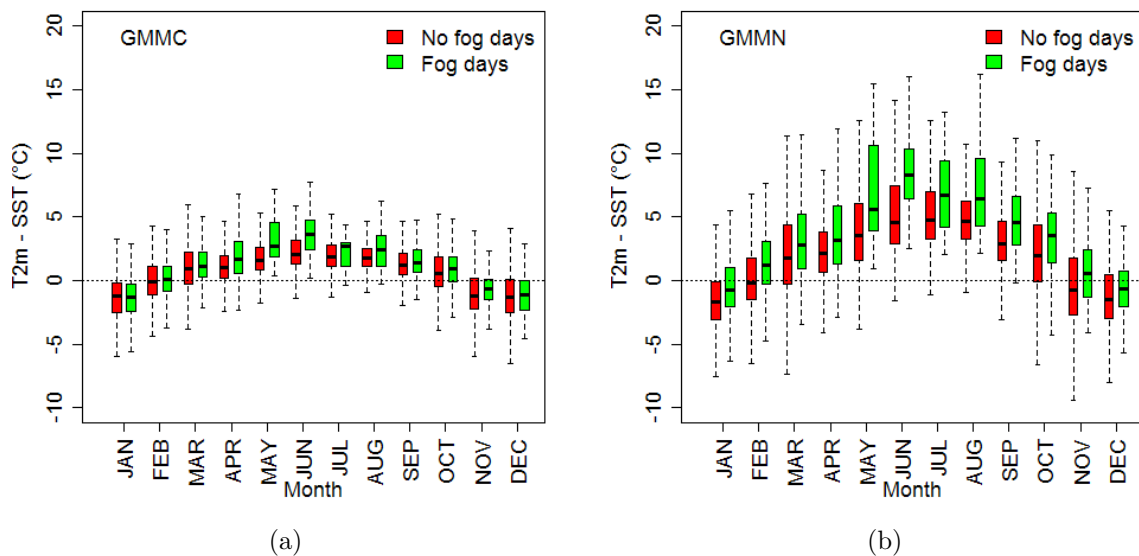 GMMC
No fog days
Fog days
T2m - SST (°C)
20
15
10
5
0
-5
-10
JAN
FEB
MAR
APR
MAY
JUN
JUL
AUG
SEP
OCT
NOV
DEC
Month
(a)
GMMN
No fog days
Fog days
T2m - SST (°C)
20
15
10
5
0
-5
-10
JAN
FEB
MAR
APR
MAY
JUN
JUL
AUG
SEP
OCT
NOV
DEC
Month
(b)